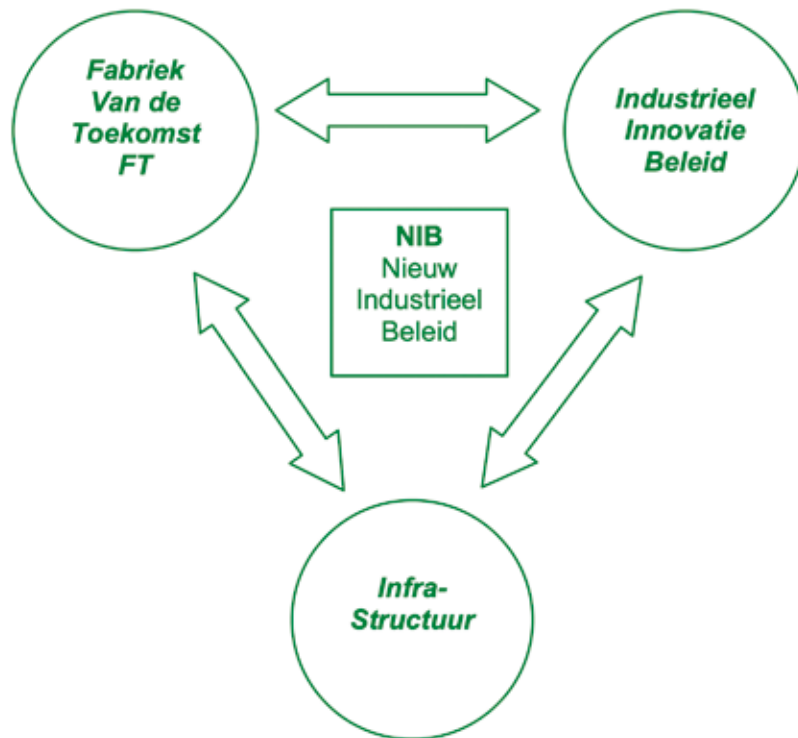 Fabriek
Van de
Toekomst
FT
Industrieel
Innovatie
Beleid
NIB
Nieuw
Industrieel
Beleid
Infra-
Structuur